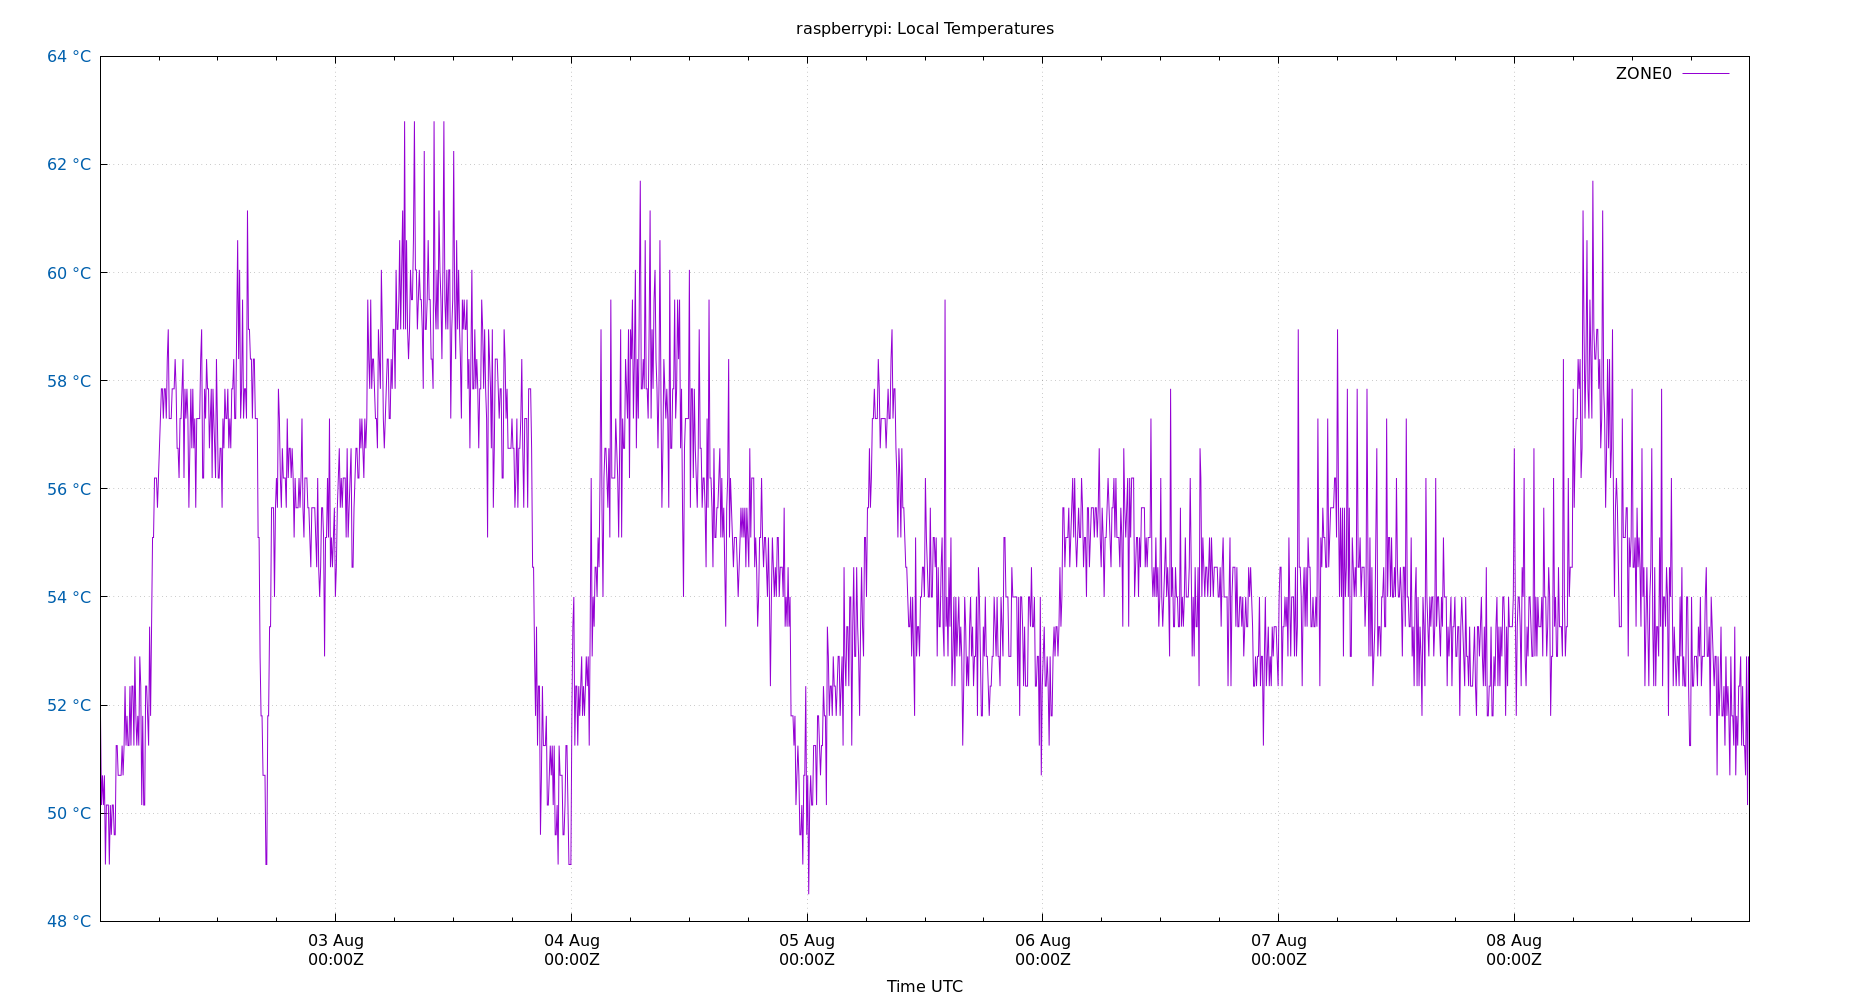 raspberrypi: Local Temperatures
ZONE0
64 °C
62 °C
60 °C
58 °C
56 °C
54 °C
52 °C
50 °C
48 °C
03 Aug
00:00Z
04 Aug
00:00Z
05 Aug
00:00Z
06 Aug
00:00Z
07 Aug
00:00Z
08 Aug
00:00Z
Time UTC